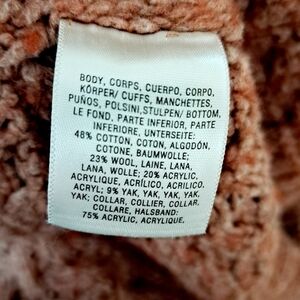 BODY, CORPS, CUERPO, CORPO,
KÖRPER/ CUFFS, MANCHETTES,
PUÑOS, POLSINI,STULPEN/ BOTTOM,
LE FOND, PARTE INFERIOR, PARTE
INFERIORE, UNTERSEITE:
48% COTTON, COTON, ALGODÓN,
COTONE, BAUMWOLLE;
23% WOOL, LAINE, LANA,
LANA, WOLLE; 20% ACRYLIC,
ACRYLIQUE, ACRÍLICO, ACRILICO,
ACRYL; 9% YAK, YAK, YAK, YAK,
YAK; COLLAR, COLLIER, COLLAR,
COLLARE, HALSBAND:
75% ACRYLIC, ACRYLIQUE,